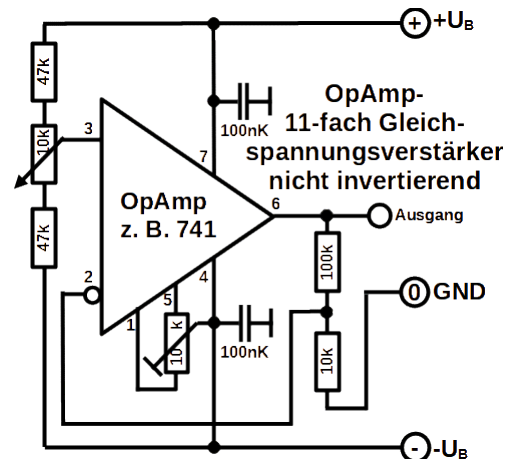 +
+UB
47k
10k
47k
3
7
100nK
OpAmp-
11-fach Gleich-
spannungsverstärker
nicht invertierend
OpAmp
z. B. 741
6
Ausgang
2
5
4
1
10 k
100nK
100k
10k
0
GND
-
-UB